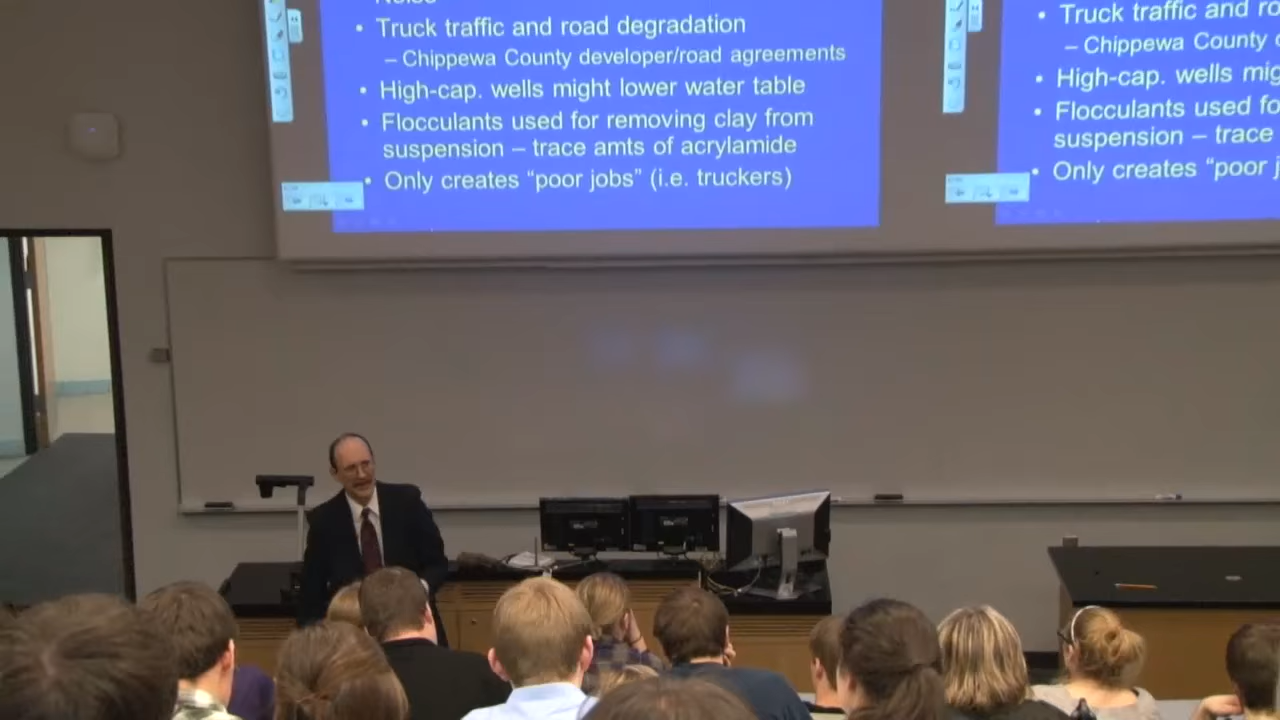 Noise
• Truck traffic and road degradation
– Chippewa County developer/road agreements
• High-cap. wells might lower water table
• Flocculants used for removing clay from
suspension – trace amts of acrylamide
• Only creates “poor jobs” (i.e. truckers)
• Truck traffic and ro
– Chippewa County
• High-cap. wells mig
• Flocculants used fo
suspension – trace
• Only creates “poor j